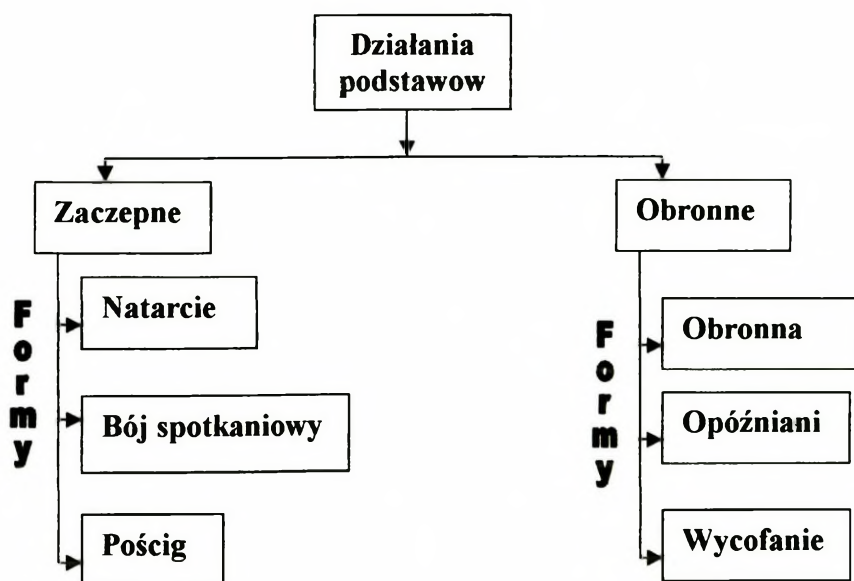 Działania
podstawow
Zaczepne
Obronne
Formy
Natarcie
Bój spotkaniowy
Pościg
Formy
Obronna
Opóźniani
Wycofanie